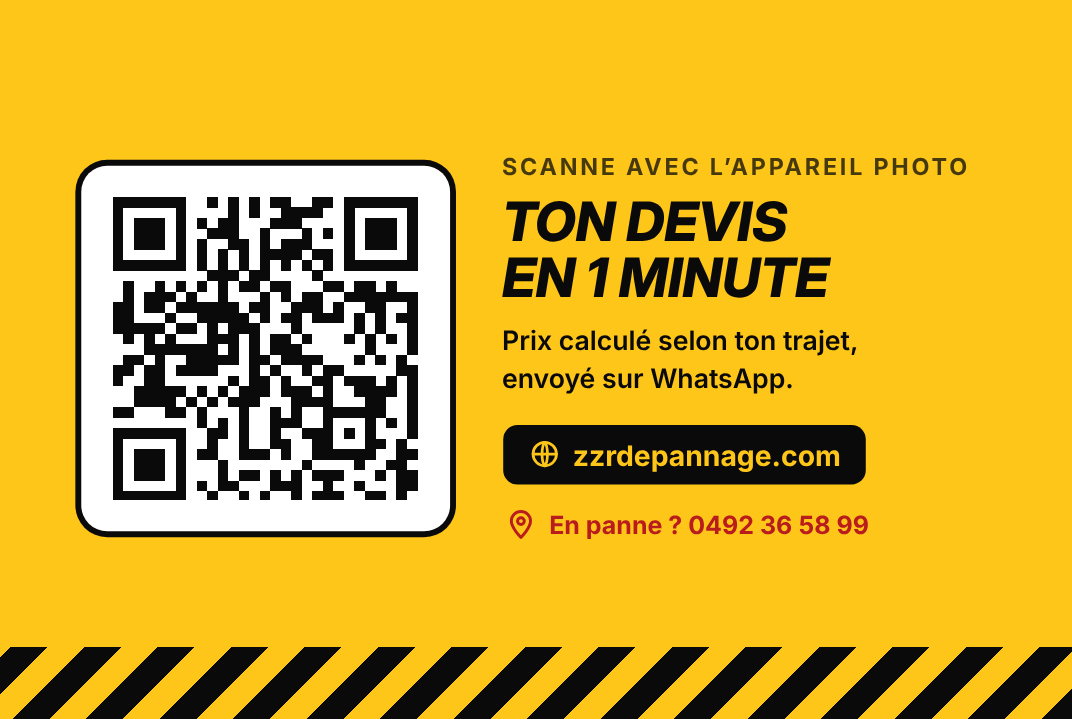 SCANNE AVEC L’APPAREIL PHOTO
TON DEVIS
EN 1 MINUTE
Prix calculé selon ton trajet,
envoyé sur WhatsApp.
zzrdepannage.com
En panne ? 0492 36 58 99